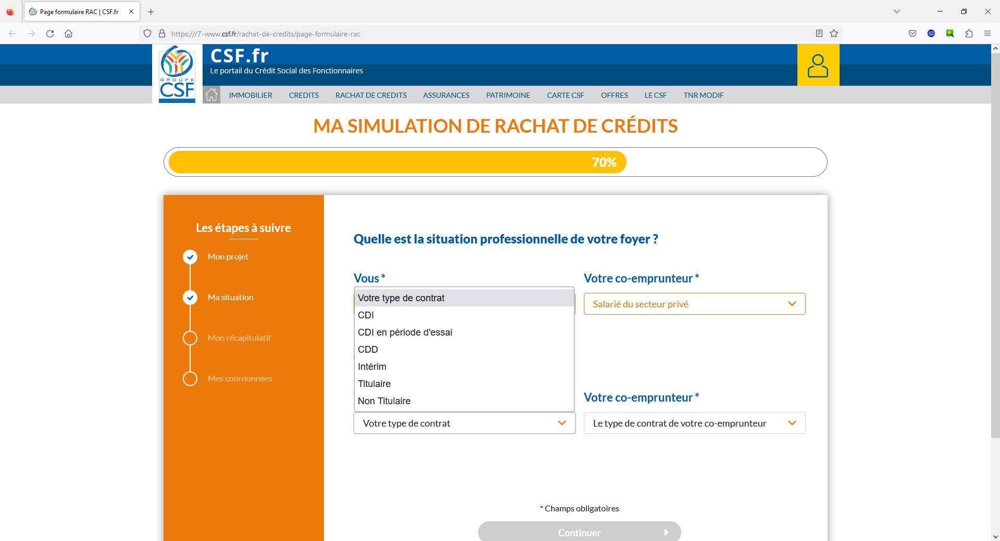 Page formulaire RAC | CSF.fr
https://r7-www.csf.fr/rachat-de-credits/page-formulaire-rac
GROUPE
CSF
CSF.fr
Le portail du Crédit Social des Fonctionnaires
IMMOBILIER CREDITS RACHAT DE CREDITS ASSURANCES PATRIMOINE CARTE CSF OFFRES LE CSF TNR MODIF
MA SIMULATION DE RACHAT DE CRÉDITS
70%
Les étapes à suivre
Mon projet
Ma situation
Mon récapitulatif
Mes coordonnées
Quelle est la situation professionnelle de votre foyer ?
Vous *
Votre co-emprunteur *
Votre type de contrat
CDI
CDI en période d'essai
CDD
Intérim
Titulaire
Non Titulaire
Salarié du secteur privé
Votre co-emprunteur *
Votre type de contrat
Le type de contrat de votre co-emprunteur
* Champs obligatoires
Continuer